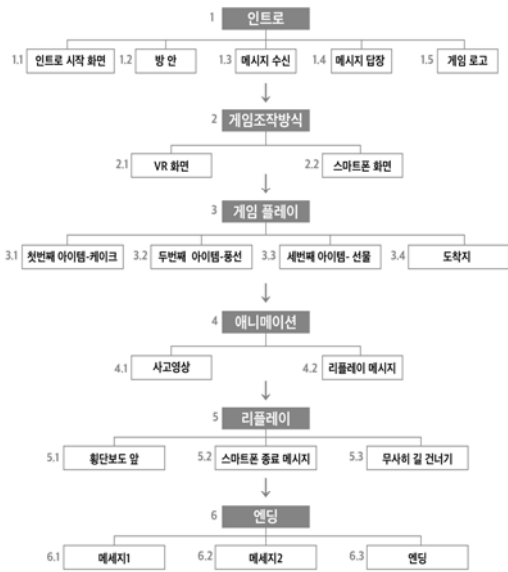 1 인트로
1.1 인트로 시작 화면 1.2 방 안 1.3 메시지 수신 1.4 메시지 답장 1.5 게임 로고
2 게임조작방식
2.1 VR 화면 2.2 스마트폰 화면
3 게임 플레이
3.1 첫번째 아이템-케이크 3.2 두번째 아이템-풍선 3.3 세번째 아이템- 선물 3.4 도착지
4 애니메이션
4.1 사고영상 4.2 리플레이 메시지
5 리플레이
5.1 횡단보도 앞 5.2 스마트폰 종료 메시지 5.3 무사히 길 건너기
6 엔딩
6.1 메세지1 6.2 메세지2 6.3 엔딩